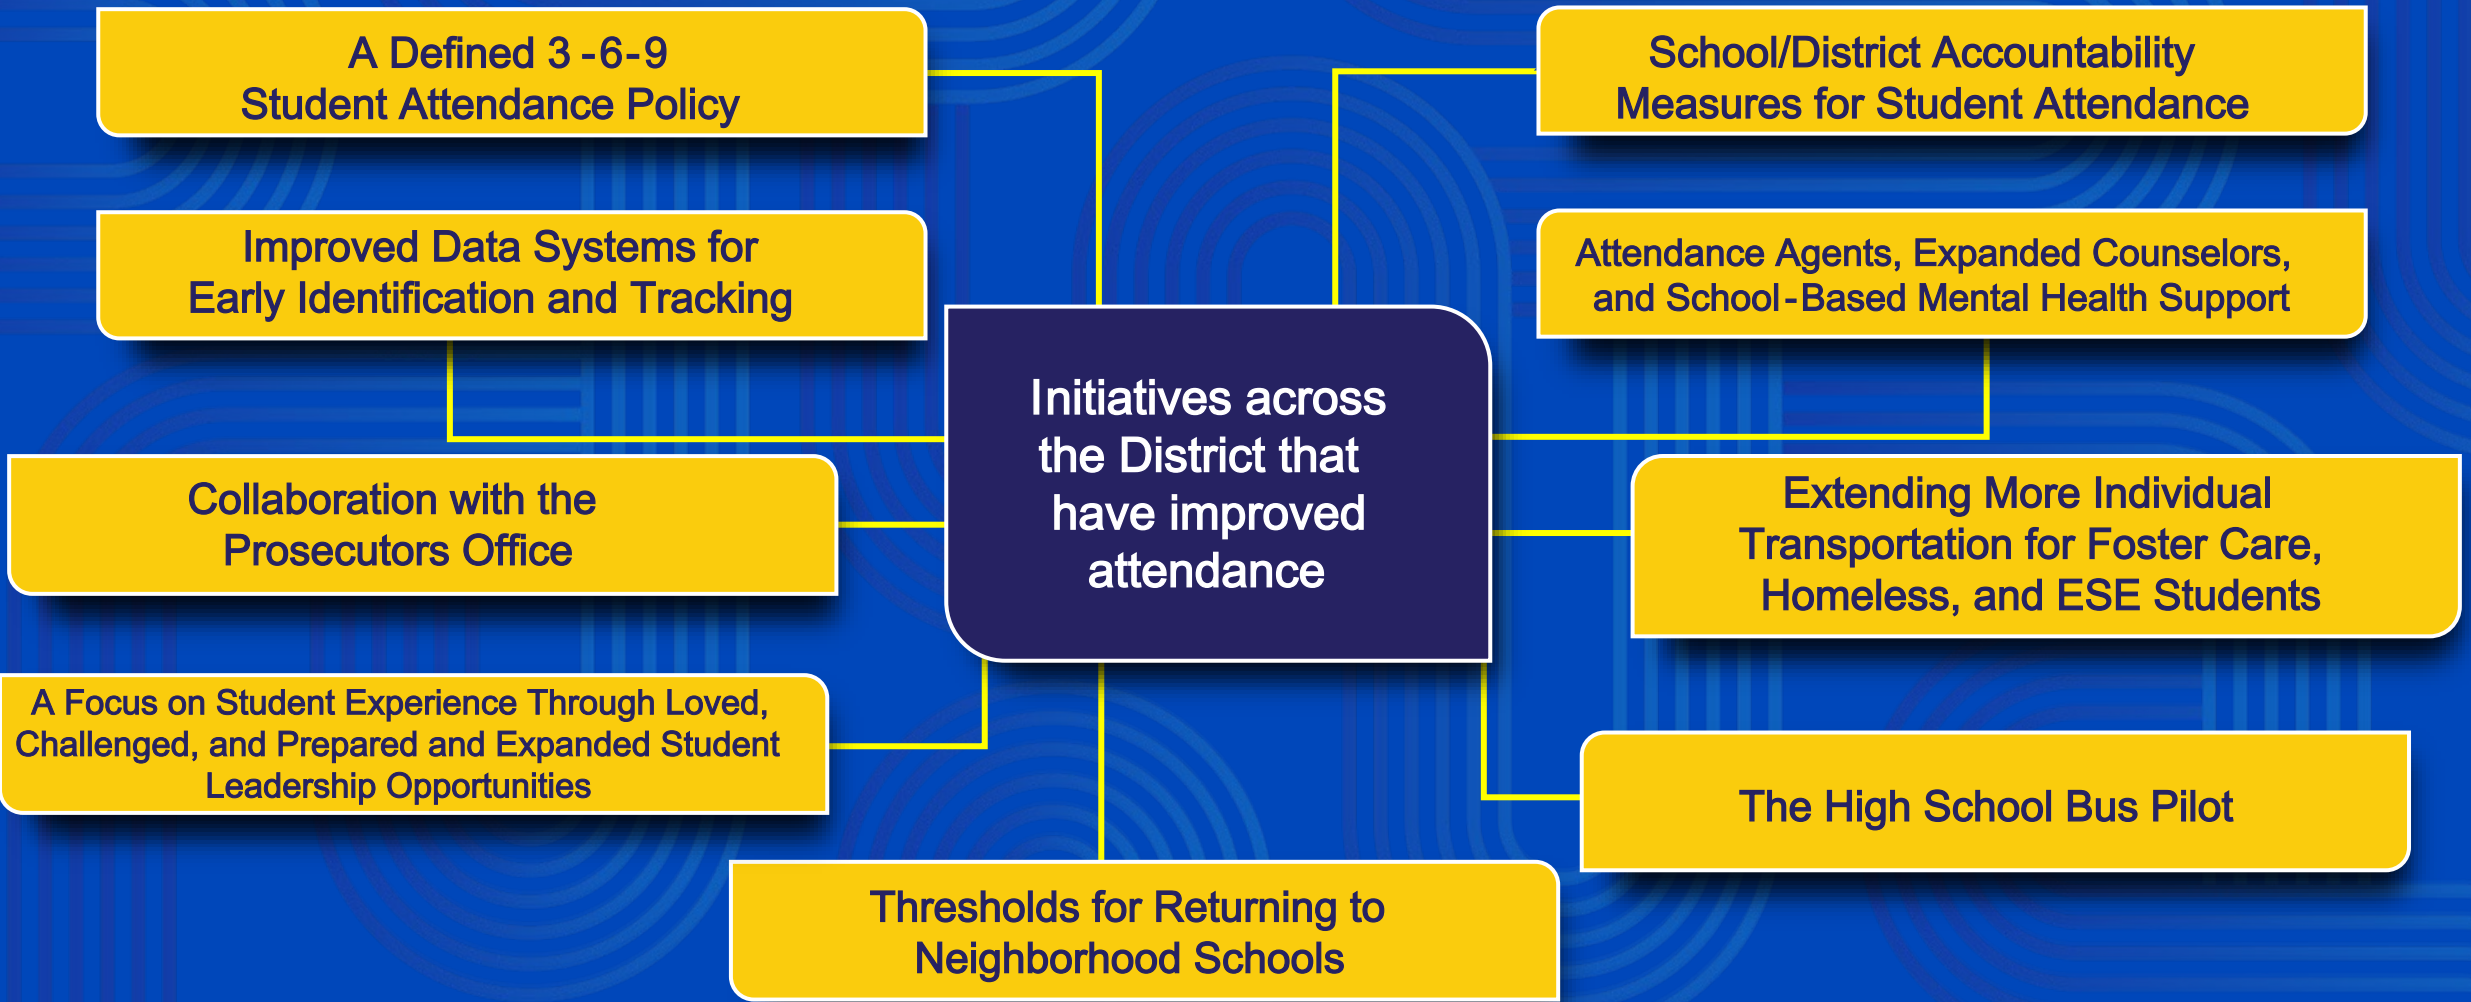 A Defined 3-6-9
Student Attendance Policy
School/District Accountability
Measures for Student Attendance
Improved Data Systems for
Early Identification and Tracking
Attendance Agents, Expanded Counselors,
and School-Based Mental Health Support
Initiatives across
the District that
have improved
attendance
Collaboration with the
Prosecutors Office
Extending More Individual
Transportation for Foster Care,
Homeless, and ESE Students
A Focus on Student Experience Through Loved,
Challenged, and Prepared and Expanded Student
Leadership Opportunities
The High School Bus Pilot
Thresholds for Returning to
Neighborhood Schools